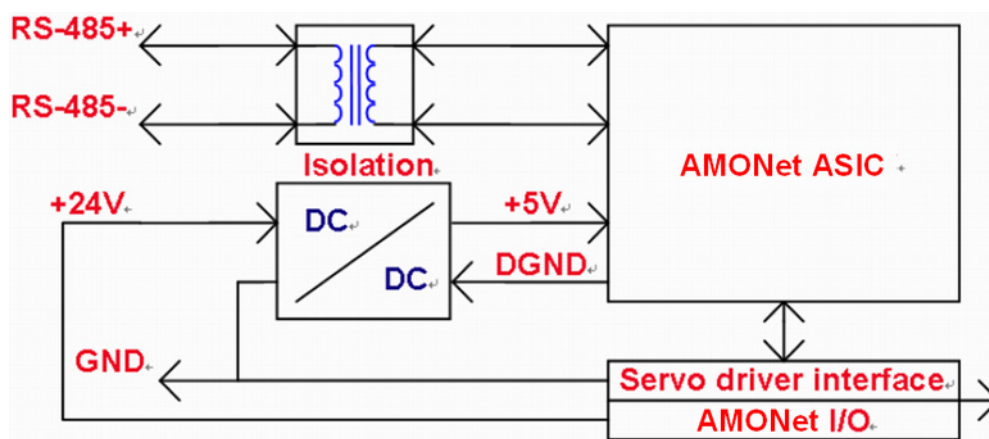 RS-485+
RS-485-
Isolation
AMONet ASIC
+24V
DC
DC
+5V
DGND
GND
Servo driver interface
AMONet I/O